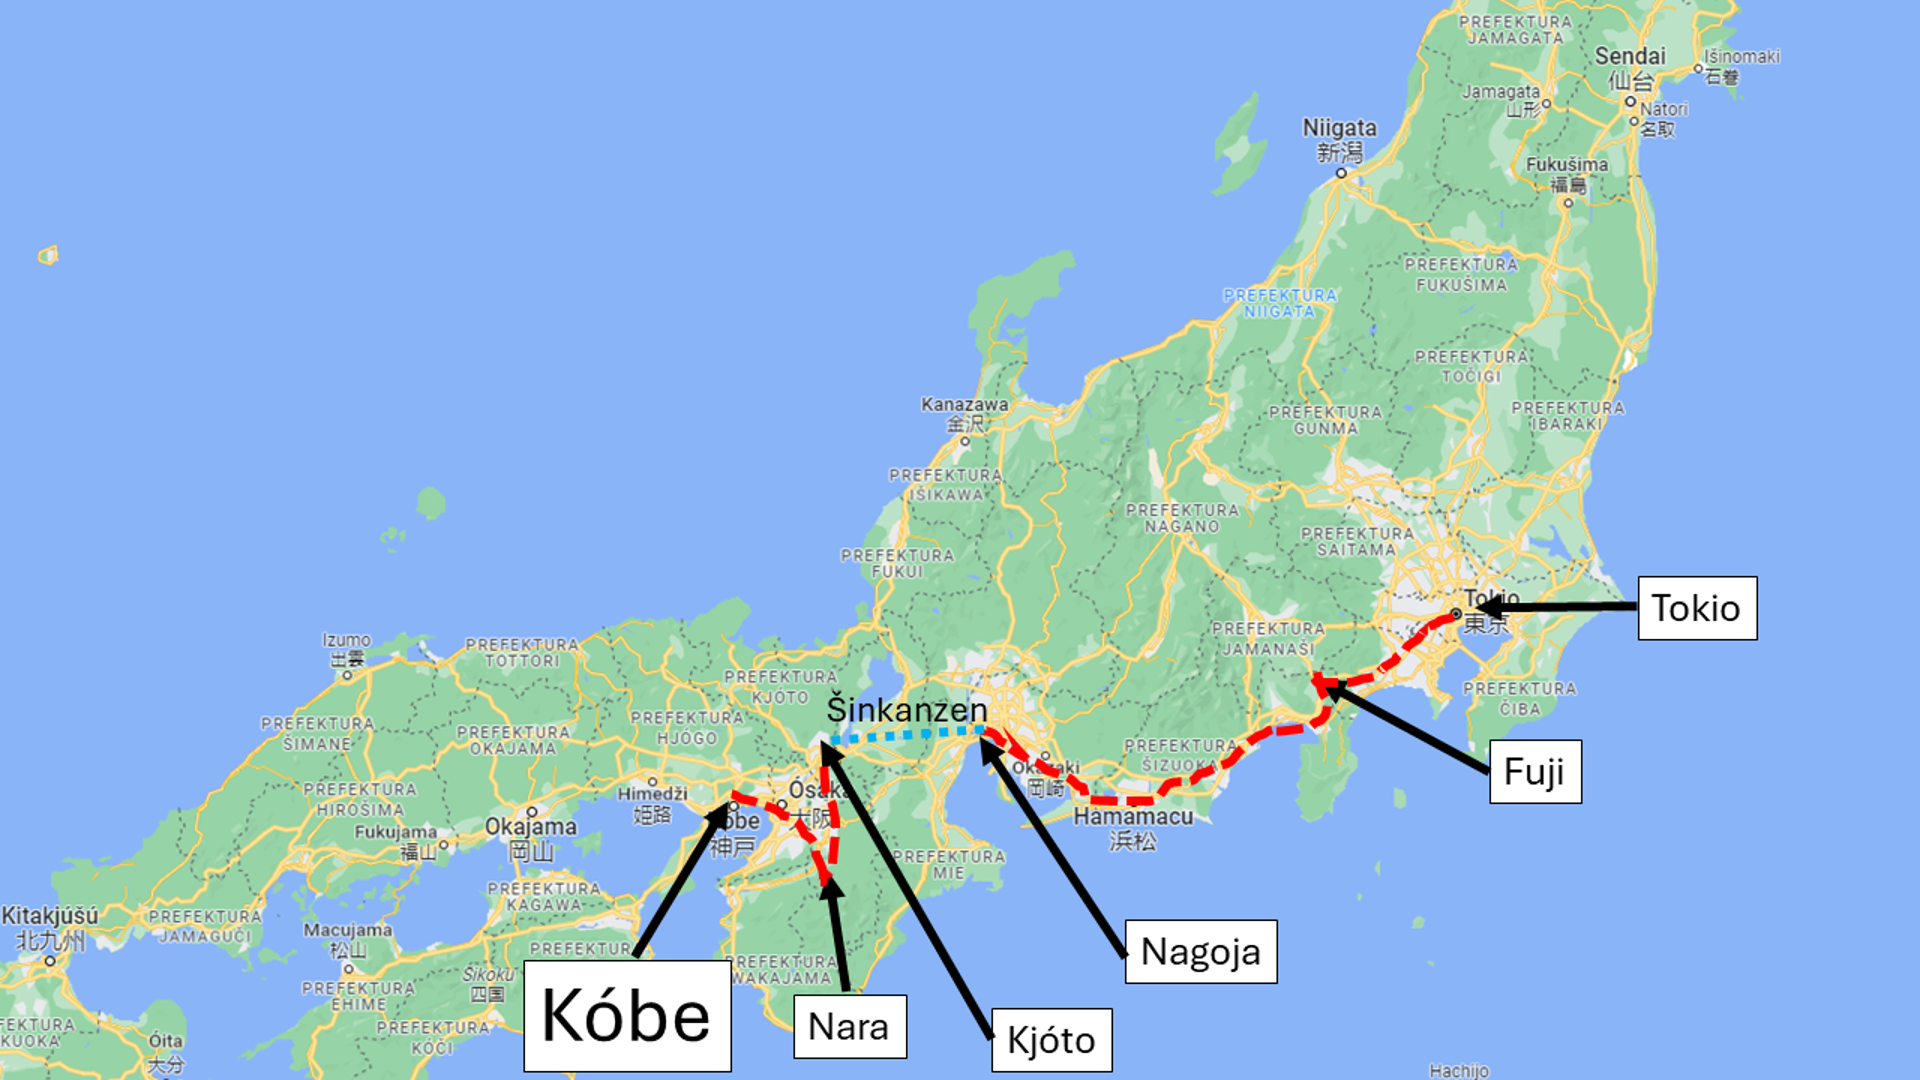 PREFEKTURA
JAMAGATA
Sendai
仙台
Išinomaki
石巻
Jamagata
山形
Natori
名取
Niigata
新潟
Fukušima
福島
PREFEKTURA
FUKUŠIMA
PREFEKTURA
NIIGATA
PREFEKTURA
TOČIGI
Kanazawa
金沢
PREFEKTURA
GUNMA
PREFEKTURA
IBARAKI
PREFEKTURA
IŠIKAWA
PREFEKTURA
NAGANO
PREFEKTURA
SAITAMA
PREFEKTURA
FUKUI
Tokio
東京
Tokio
Izumo
出雲
PREFEKTURA
TOTTORI
PREFEKTURA
JAMANAŠI
PREFEKTURA
KJÓTO
PREFEKTURA
ČIBA
Šinkanzen
PREFEKTURA
ŠIMANE
PREFEKTURA
OKAJAMA
PREFEKTURA
HJÓGO
PREFEKTURA
ŠIZUOKA
Okazaki
岡崎
Fuji
PREFEKTURA
HIROŠIMA
Himedži
姫路
Ósaka
大阪
Hamamacu
浜松
Fukujama
福山
Okajama
岡山
Kóbe
神戸
PREFEKTURA
MIE
PREFEKTURA
KAGAWA
Kitakjúšú
北九州
PREFEKTURA
JAMAGUČI
Macujama
松山
PREFEKTUR
Nagoja
PREFEKTURA
WAKAJAMA
Šikoku
四国
PREFEKTURA
EHIME
Kóbe
Nara
Kjóto
PREFEKTURA
KÓČI
FEKTURA
KUOKA
Óita
大分
Hachijo